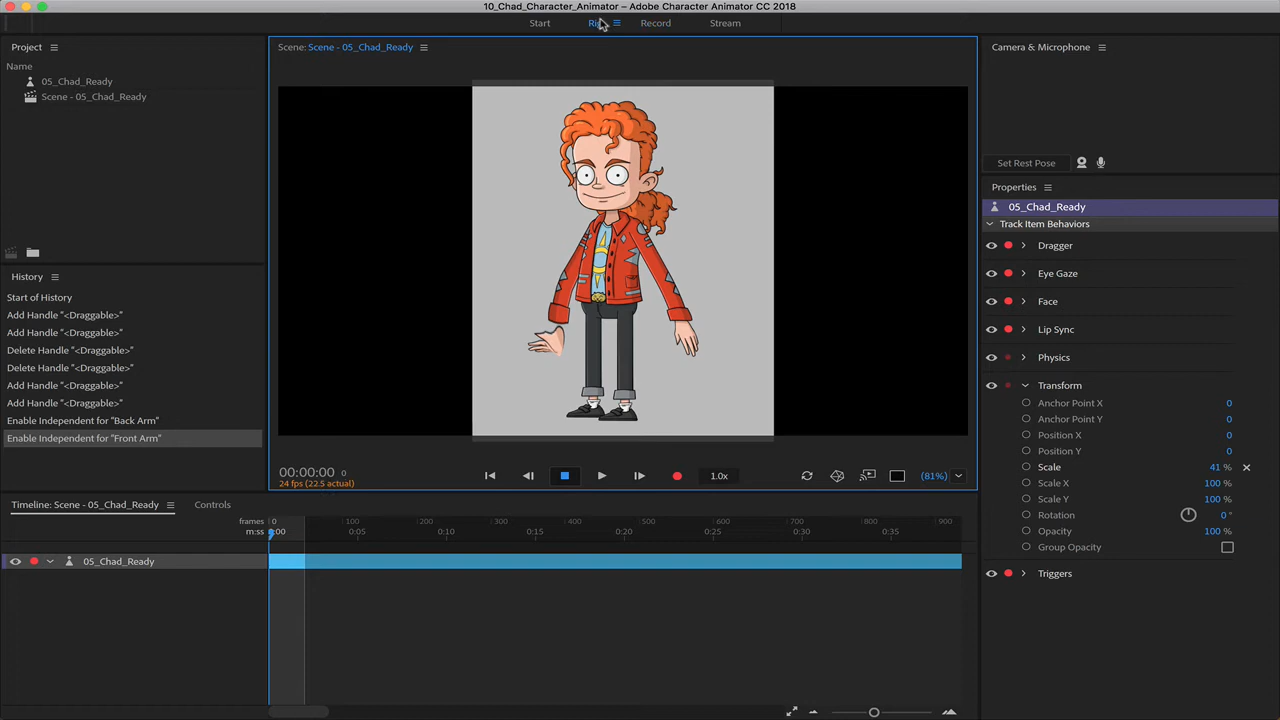 10_Chad_Character_Animator – Adobe Character Animator CC 2018
Start
Record
Stream
Project
Name
05_Chad_Ready
Scene - 05_Chad_Ready
History
Start of History
Add Handle "<Draggable>"
Add Handle "<Draggable>"
Delete Handle "<Draggable>"
Delete Handle "<Draggable>"
Add Handle "<Draggable>"
Add Handle "<Draggable>"
Enable Independent for "Back Arm"
Enable Independent for "Front Arm"
Scene: Scene - 05_Chad_Ready
00:00:00 0
24 fps (22.5 actual)
1.0x
(81%)
Camera & Microphone
Set Rest Pose
Properties
05_Chad_Ready
Track Item Behaviors
Dragger
Eye Gaze
Face
Lip Sync
Physics
Transform
Anchor Point X 0
Anchor Point Y 0
Position X 0
Position Y 0
Scale 41 %
Scale X 100 %
Scale Y 100 %
Rotation 0 °
Opacity 100 %
Group Opacity
Triggers
Timeline: Scene - 05_Chad_Ready
Controls
frames 0 100 200 300 400 500 600 700 800 900
m:ss 0:00 0:05 0:10 0:15 0:20 0:25 0:30 0:35
05_Chad_Ready